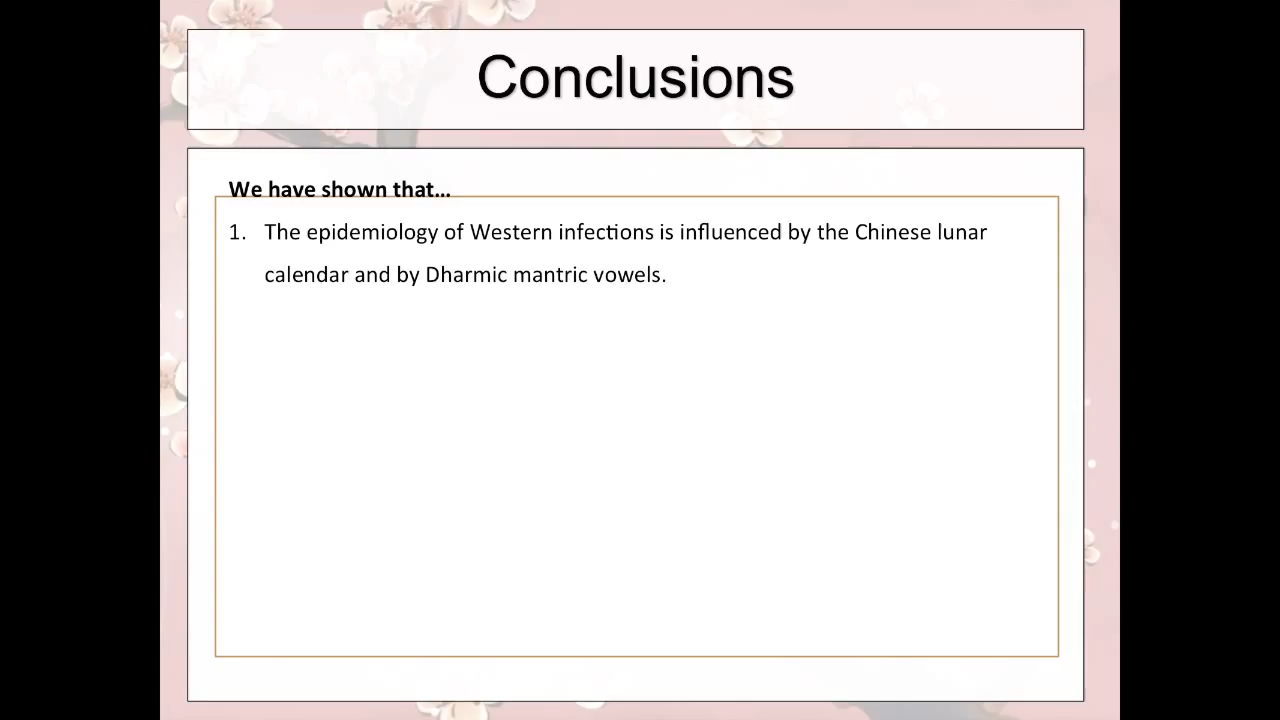 Conclusions
We have shown that...
1. The epidemiology of Western infections is influenced by the Chinese lunar
calendar and by Dharmic mantric vowels.